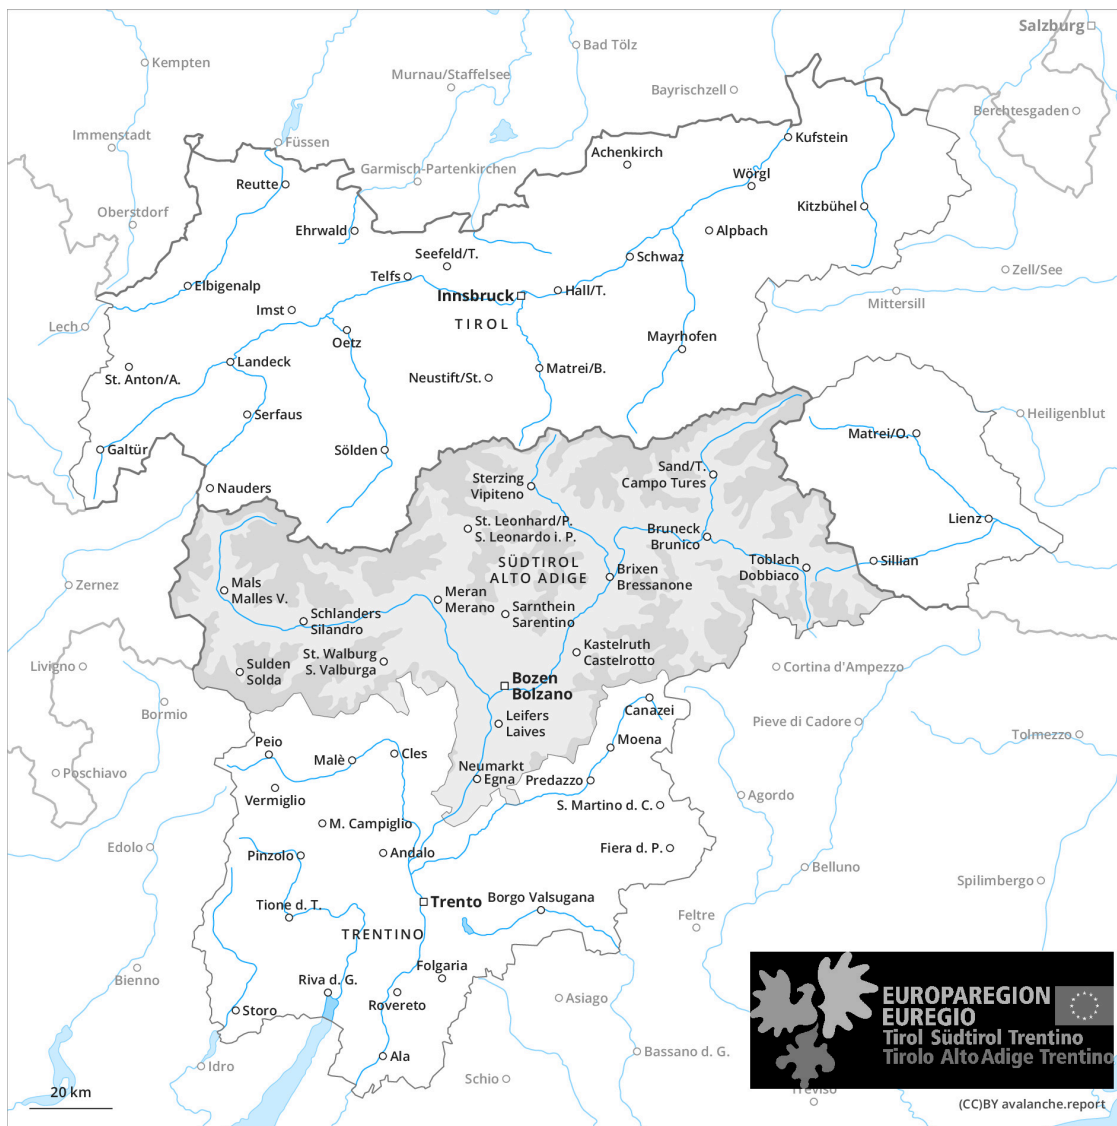 Salzburg
Bad Tölz
Kempten
Murnau/Staffelsee
Bayrischzell
Berchtesgaden
Immenstadt
Füssen
Kufstein
Achenkirch
Garmisch-Partenkirchen
Wörgl
Reutte
Kitzbühel
Oberstdorf
Ehrwald
Alpbach
Seefeld/T.
Schwaz
Zell/See
Telfs
Elbigenalp
Hall/T.
Innsbruck
Mittersill
Imst
TIROL
Lech
Oetz
Mayrhofen
Landeck
Matrei/B.
St. Anton/A.
Neustift/St.
Serfaus
Heiligenblut
Matrei/O.
Galtür
Sölden
Sand/T.
Campo Tures
Sterzing
Vipiteno
Nauders
Lienz
St. Leonhard/P.
S. Leonardo i. P.
Bruneck
Brunico
SÜDTIROL
ALTO ADIGE
Toblach
Dobbiaco
Sillian
Brixen
Bressanone
Zernez
Mals
Malles V.
Meran
Merano
Sarnthein
Sarentino
Schlanders
Silandro
Kastelruth
Castelrotto
St. Walburg
S. Valburga
Livigno
Sulden
Solda
Cortina d'Ampezzo
Bozen
Bolzano
Bormio
Canazei
Leifers
Laives
Pieve di Cadore
Tolmezzo
Peio
Moena
Cles
Malè
Neumarkt
Egna
Predazzo
Poschiavo
Vermiglio
Agordo
S. Martino d. C.
M. Campiglio
Edolo
Pinzolo
Andalo
Fiera d. P.
Belluno
Spilimbergo
Trento
Borgo Valsugana
Tione d. T.
Feltre
TRENTINO
Bienno
Folgaria
Riva d. G.
Rovereto
Asiago
Storo
EUROPAREGION
EUREGIO
Tirol Südtirol Trentino
Tirolo Alto Adige Trentino
Ala
Bassano d. G.
Idro
Schio
Treviso
20 km
(CC)BY avalanche.report